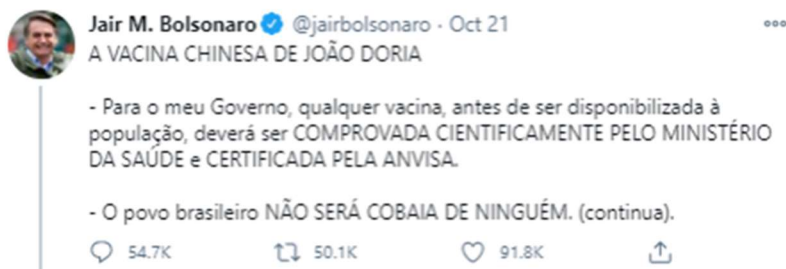 Jair M. Bolsonaro @jairbolsonaro · Oct 21
A VACINA CHINESA DE JOÃO DORIA
- Para o meu Governo, qualquer vacina, antes de ser disponibilizada à
população, deverá ser COMPROVADA CIENTIFICAMENTE PELO MINISTÉRIO
DA SAÚDE e CERTIFICADA PELA ANVISA.
- O povo brasileiro NÃO SERÁ COBAIA DE NINGUÉM. (continua).
54.7K 50.1K 91.8K